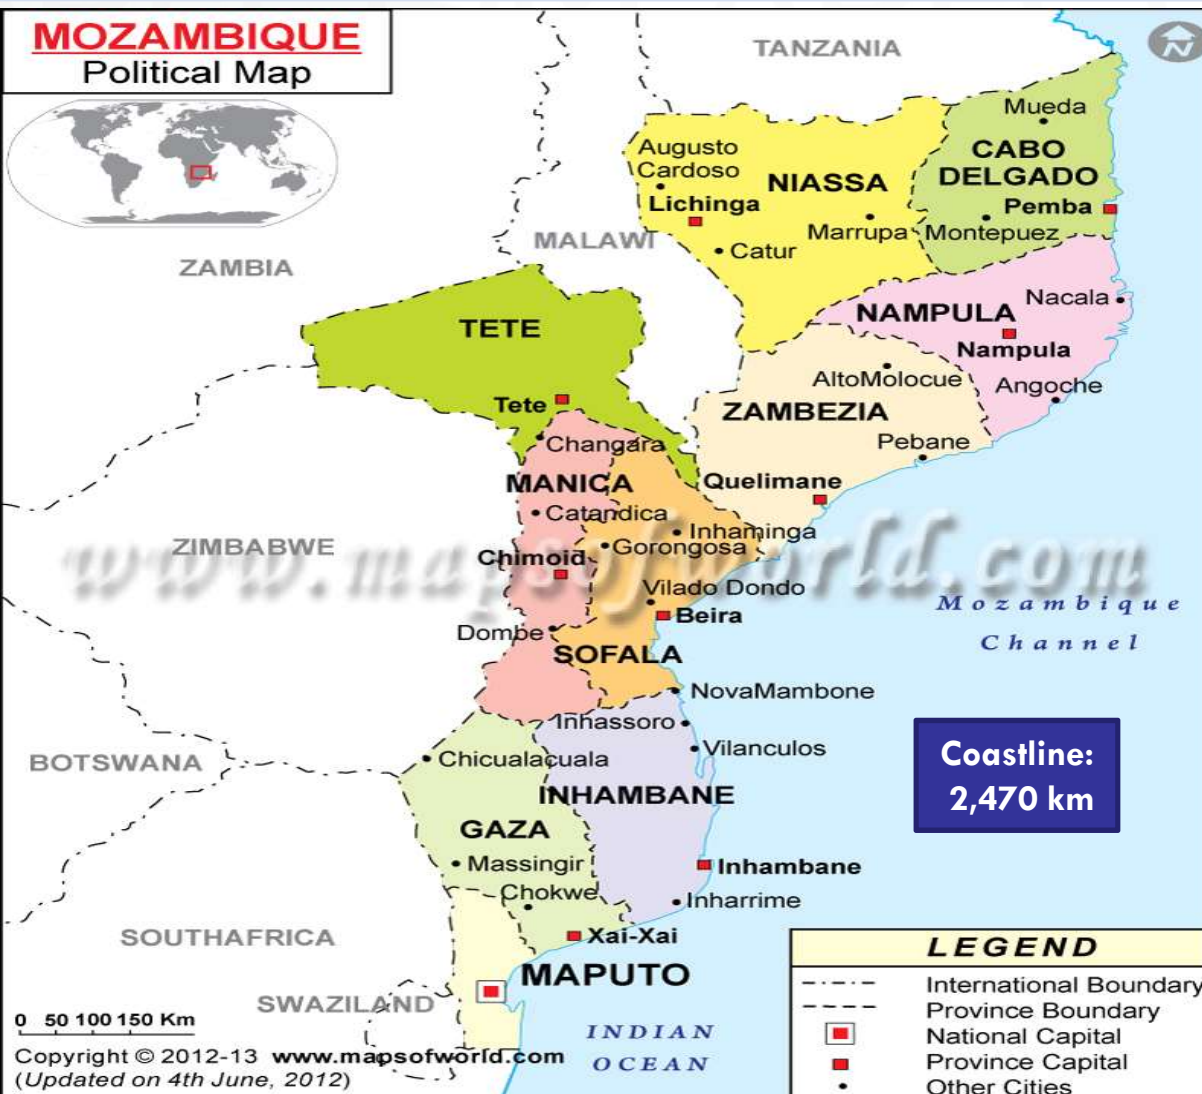 MOZAMBIQUE
Political Map
TANZANIA
N
Mueda
CABO
DELGADO
Augusto
Cardoso
NIASSA
Lichinga
Pemba
Marrupa
Montepuez
MALAWI
Catur
ZAMBIA
Nacala
NAMPULA
TETE
Nampula
AltoMolocue
Angoche
Tete
ZAMBEZIA
Changara
Pebane
MANICA
Quelimane
Catandica
Inhaminga
ZIMBABWE
Gorongosa
Chimoid
www.mapsofworld.com
Vilado Dondo
Mozambique
Channel
Beira
Dombe
SOFALA
NovaMambone
Inhassoro
Vilanculos
Coastline:
2,470 km
BOTSWANA
Chicualacuala
INHAMBANE
GAZA
Massingir
Inhambane
Chokwe
Inharrime
SOUTHAFRICA
Xai-Xai
MAPUTO
SWAZILAND
INDIAN
OCEAN
0 50 100 150 Km
Copyright © 2012-13 www.mapsofworld.com
(Updated on 4th June, 2012)
LEGEND
International Boundary
Province Boundary
National Capital
Province Capital
Other Cities